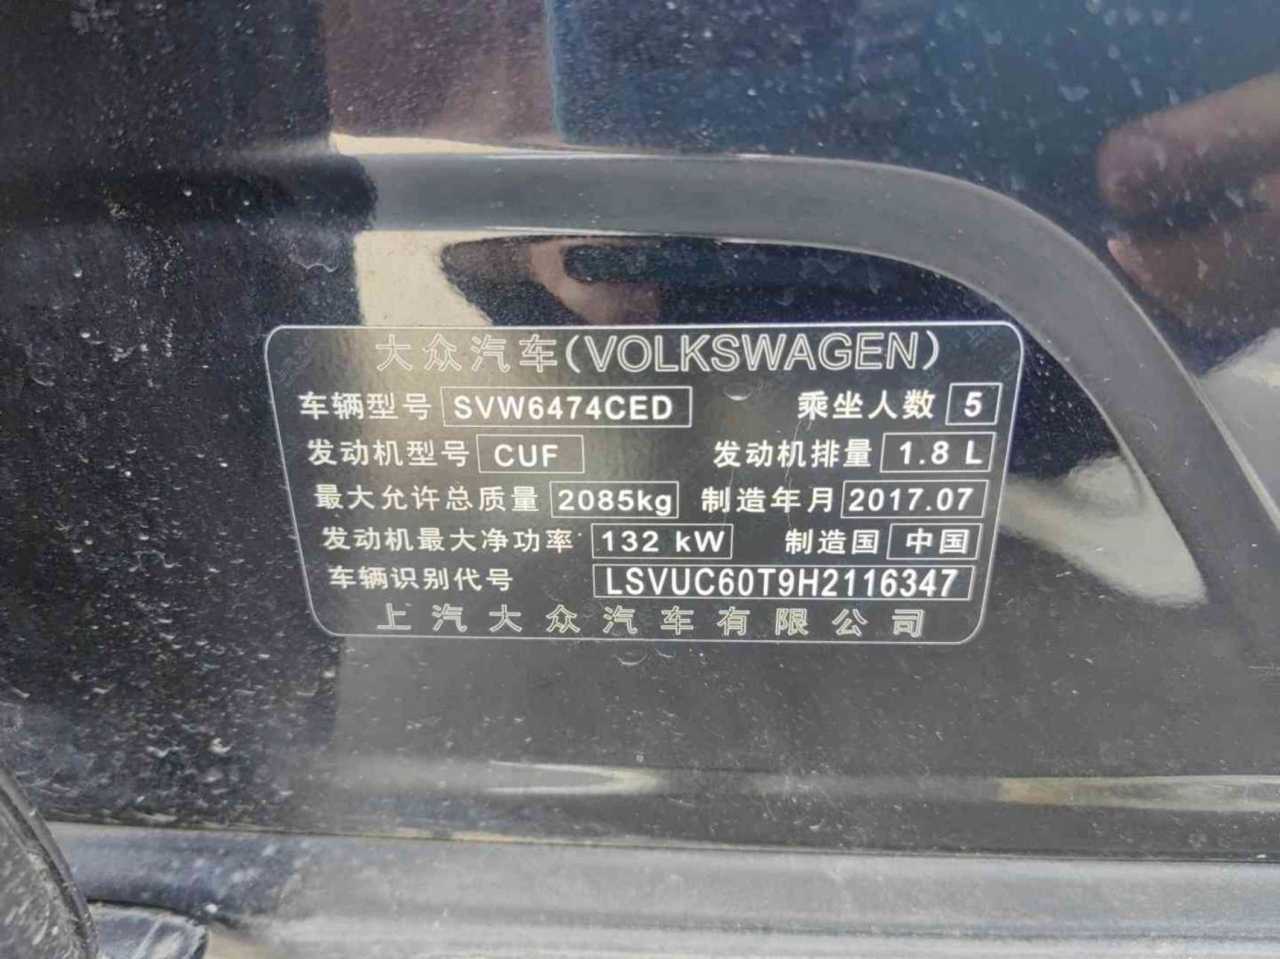 大众汽车(VOLKSWAGEN)
车辆型号 SVW6474CED 乘坐人数 5
发动机型号 CUF 发动机排量 1.8 L
最大允许总质量 2085kg 制造年月 2017.07
发动机最大净功率 132 kW 制造国 中国
车辆识别代号 LSVUC60T9H2116347
上汽大众汽车有限公司